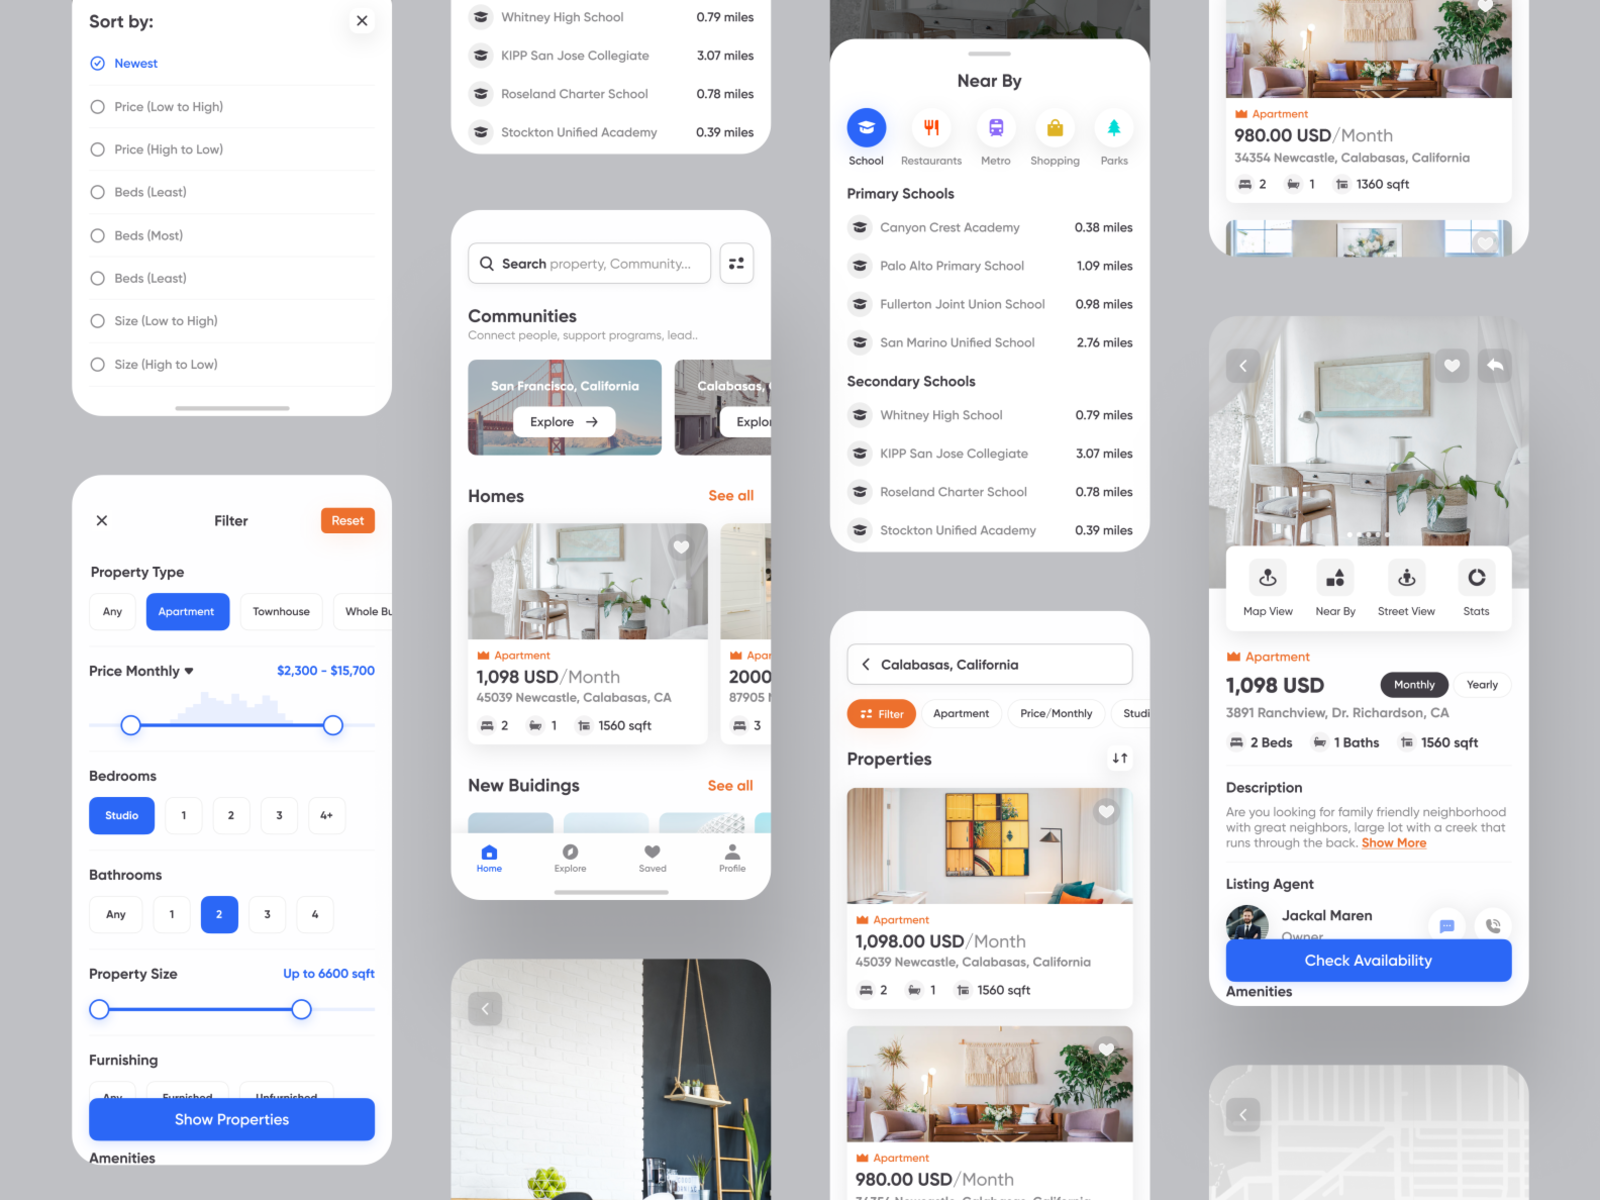 Sort by:
Newest
Price (Low to High)
Price (High to Low)
Beds (Least)
Beds (Most)
Beds (Least)
Size (Low to High)
Size (High to Low)
Filter
Reset
Property Type
Any
Apartment
Townhouse
Whole Bu
Price Monthly
$2,300 - $15,700
Bedrooms
Studio
1
2
3
4+
Bathrooms
Any
1
2
3
4
Property Size
Up to 6600 sqft
Furnishing
Any
Furnished
Unfurnished
Show Properties
Amenities
Whitney High School
0.79 miles
KIPP San Jose Collegiate
3.07 miles
Roseland Charter School
0.78 miles
Stockton Unified Academy
0.39 miles
Search property, Community...
Communities
Connect people, support programs, lead..
San Francisco, California
Explore
Calabasas,
Explor
Homes
See all
Apartment
1,098 USD/Month
45039 Newcastle, Calabasas, CA
2
1
1560 sqft
Apar
2000
87905
3
New Buidings
See all
Home
Explore
Saved
Profile
Near By
School
Restaurants
Metro
Shopping
Parks
Primary Schools
Canyon Crest Academy
0.38 miles
Palo Alto Primary School
1.09 miles
Fullerton Joint Union School
0.98 miles
San Marino Unified School
2.76 miles
Secondary Schools
Whitney High School
0.79 miles
KIPP San Jose Collegiate
3.07 miles
Roseland Charter School
0.78 miles
Stockton Unified Academy
0.39 miles
Calabasas, California
Filter
Apartment
Price/Monthly
Studi
Properties
Apartment
1,098.00 USD/Month
45039 Newcastle, Calabasas, California
2
1
1560 sqft
Apartment
980.00 USD/Month
34354 Newcastle, Calabasas, California
Apartment
980.00 USD/Month
34354 Newcastle, Calabasas, California
2
1
1360 sqft
Map View
Near By
Street View
Stats
Apartment
1,098 USD
Monthly
Yearly
3891 Ranchview, Dr. Richardson, CA
2 Beds
1 Baths
1560 sqft
Description
Are you looking for family friendly neighborhood
with great neighbors, large lot with a creek that
runs through the back. Show More
Listing Agent
Jackal Maren
Owner
Check Availability
Amenities